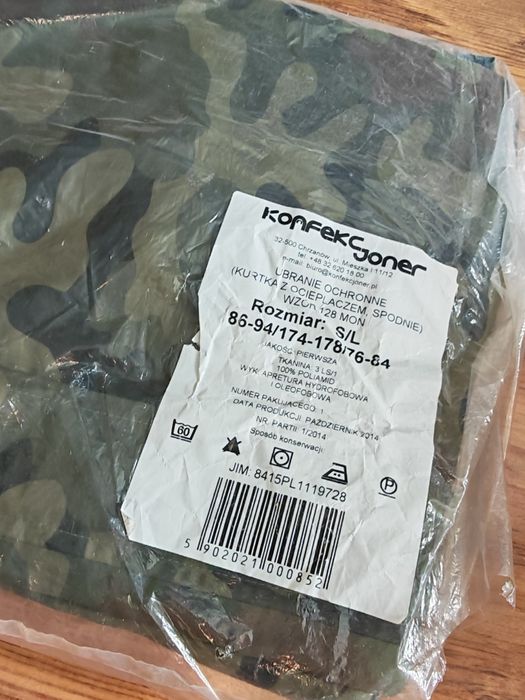 Konfekcjoner
32-500 Chrzanów, ul. Mieszka I 11/12
tel. +48 32 620 18 00
e-mail: biuro@konfekcjoner.pl
UBRANIE OCHRONNE
(KURTKA Z OCIEPLACZEM, SPODNIE)
WZÓR 128 MON
Rozmiar: S/L
86-94/174-178/76-84
JAKOŚĆ: PIERWSZA
TKANINA: 3 LS/1
100% POLIAMID
WYK. APRETURA HYDROFOBOWA
I OLEOFOBOWA
NUMER PAKUJĄCEGO: 1
DATA PRODUKCJI: PAŹDZIERNIK 2014
NR. PARTII: 1/2014
Sposób konserwacji:
60 P
JIM: 8415PL1119728
5 902021 000852